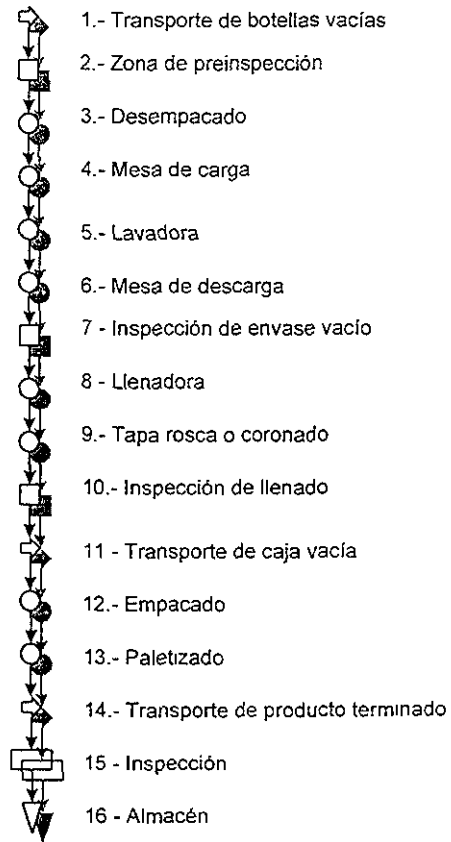 1.- Transporte de botellas vacías
2.- Zona de preinspección
3.- Desempacado
4.- Mesa de carga
5.- Lavadora
6.- Mesa de descarga
7 - Inspección de envase vacío
8 - Llenadora
9.- Tapa rosca o coronado
10.- Inspección de llenado
11 - Transporte de caja vacía
12.- Empacado
13.- Paletizado
14.- Transporte de producto terminado
15 - Inspección
16 - Almacén